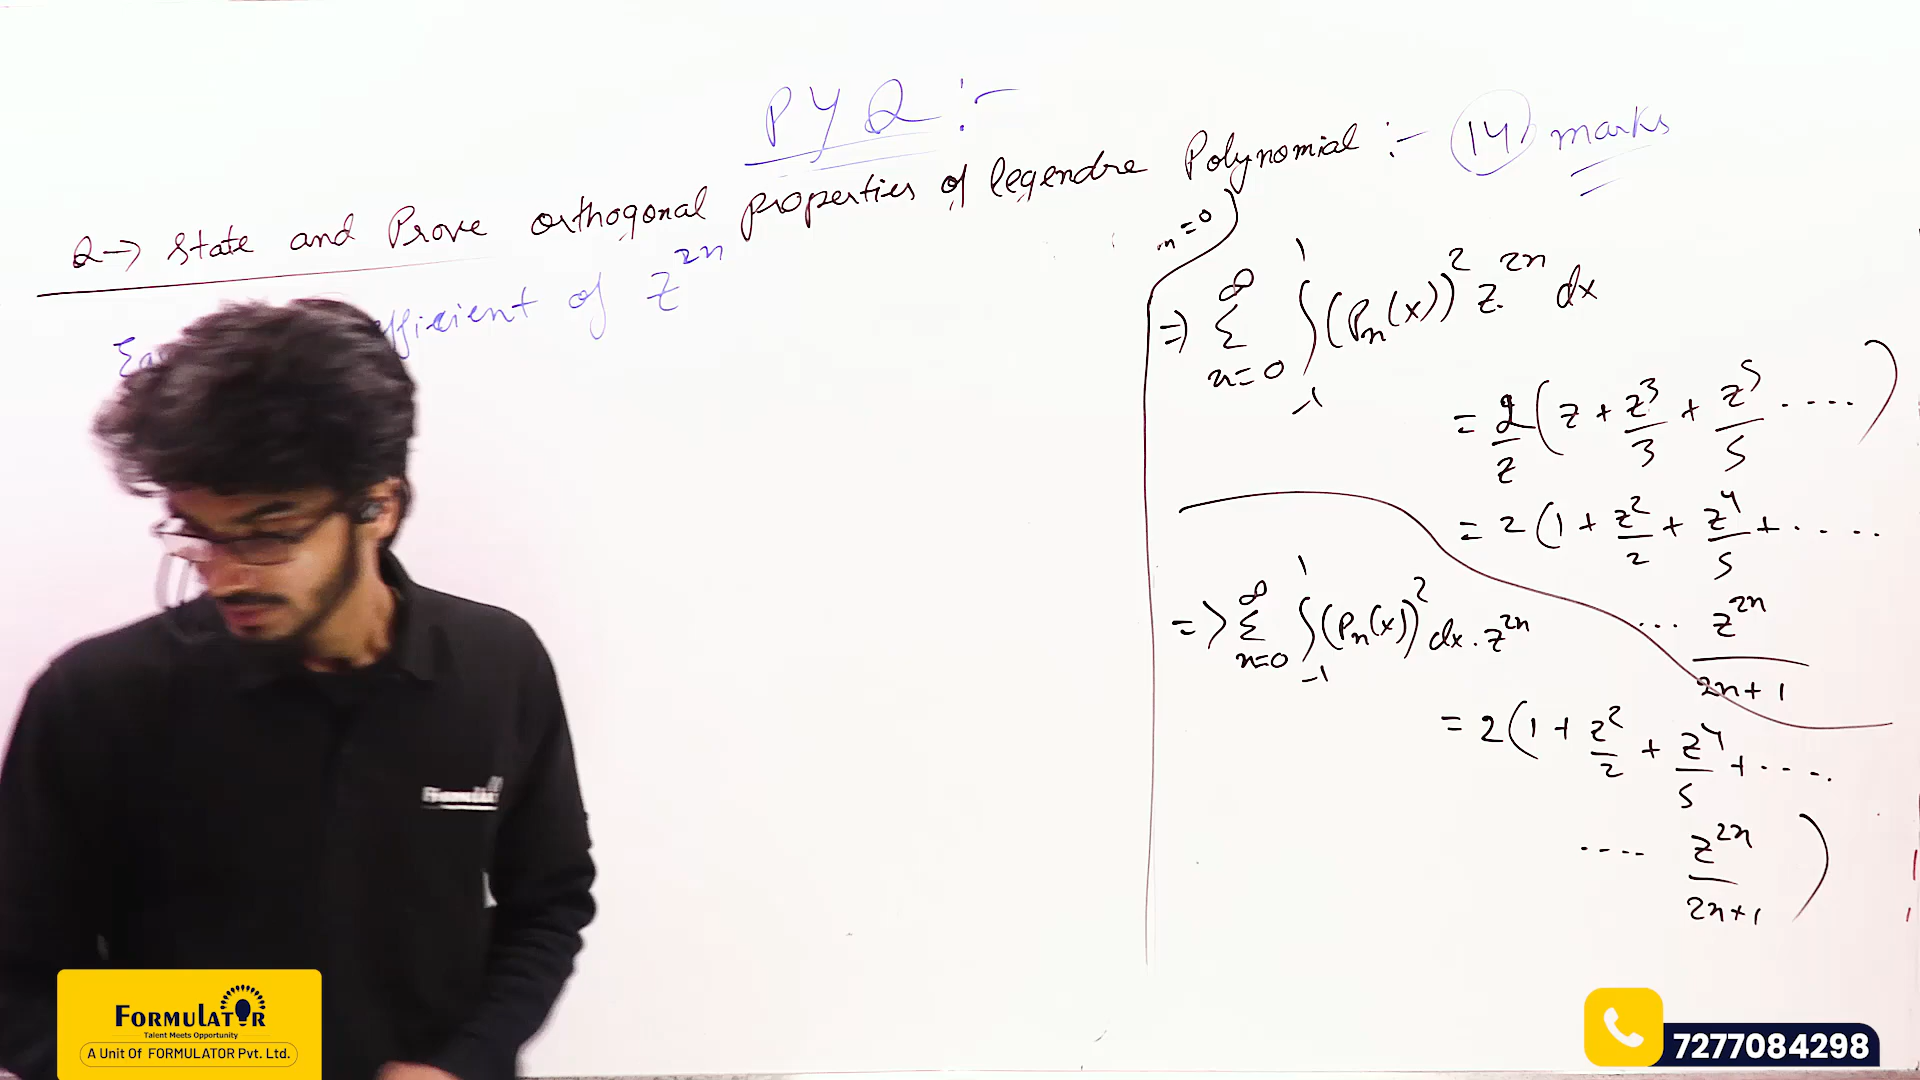 PYQ :-
Q→ State and Prove orthogonal properties of legendre Polynomial :- (14) marks
of Z^2n
n=0
=> ∞ Σ n=0 ∫ 1 -1 (Pn(x))^2 z^2n dx
= 2/z (z + z^3/3 + z^5/5 ....)
= 2(1 + z^2/2 + z^4/5 + .....
... z^2n/2n+1
=> ∞ Σ n=0 ∫ 1 -1 (Pn(x))^2 dx . z^2n
= 2(1 + z^2/2 + z^4/5 + ....
.... z^2n/2n+1)
FORMULATOR
Talent Meets Opportunity
A Unit Of FORMULATOR Pvt. Ltd.
7277084298